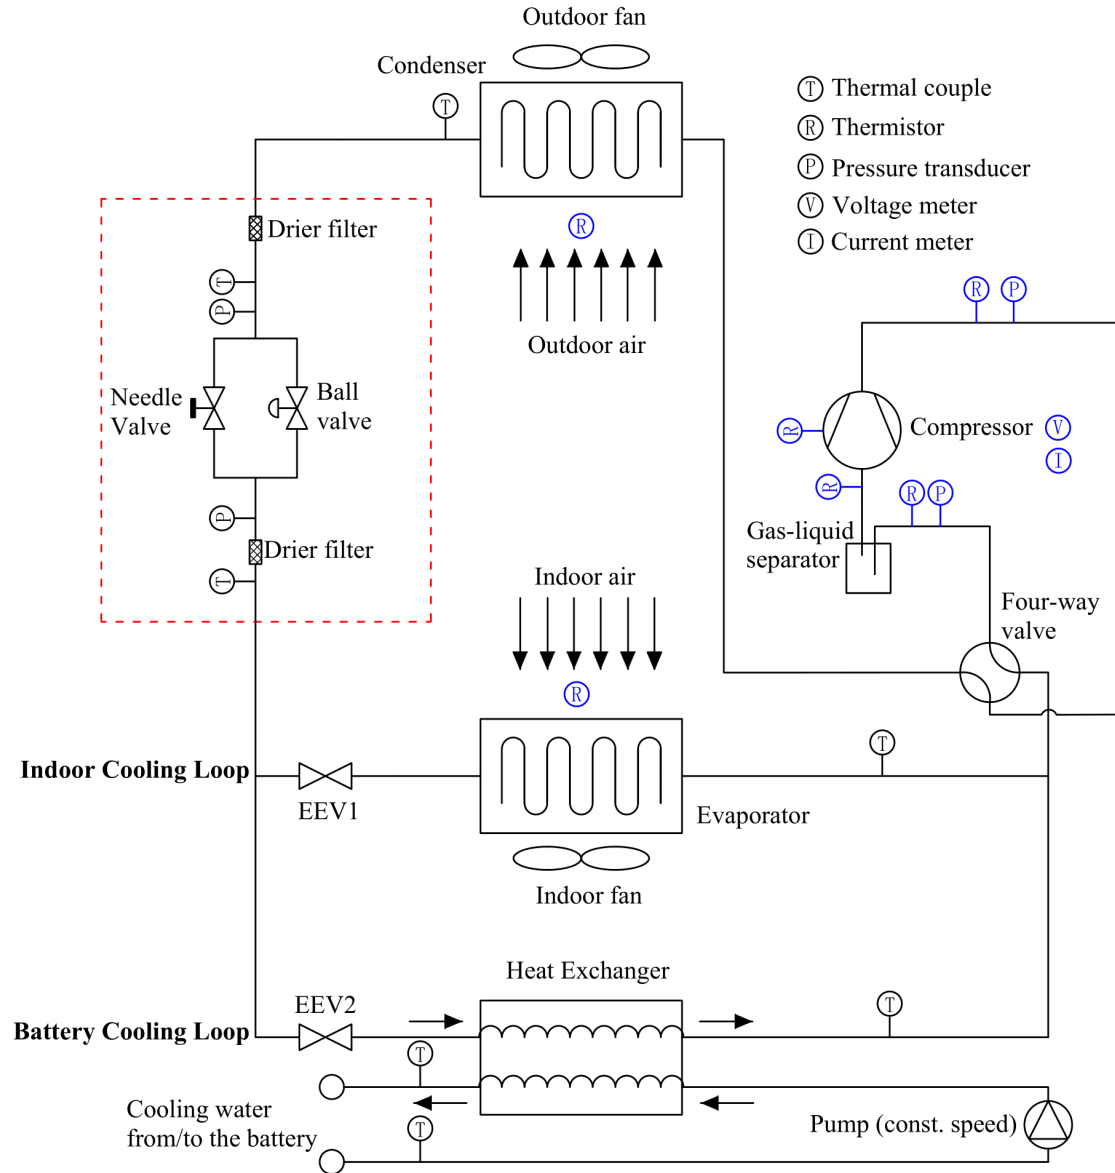 Outdoor fan
Condenser
T
T Thermal couple
R Thermistor
P Pressure transducer
V Voltage meter
I Current meter
Drier filter
R
T
P
Outdoor air
R P
Needle
Valve
Ball
valve
R
Compressor V
I
R
R P
P
Drier filter
T
Gas-liquid
separator
Indoor air
Four-way
valve
R
T
Indoor Cooling Loop
EEV1
Evaporator
Indoor fan
Heat Exchanger
EEV2
T
Battery Cooling Loop
T
Cooling water
from/to the battery
T
Pump (const. speed)